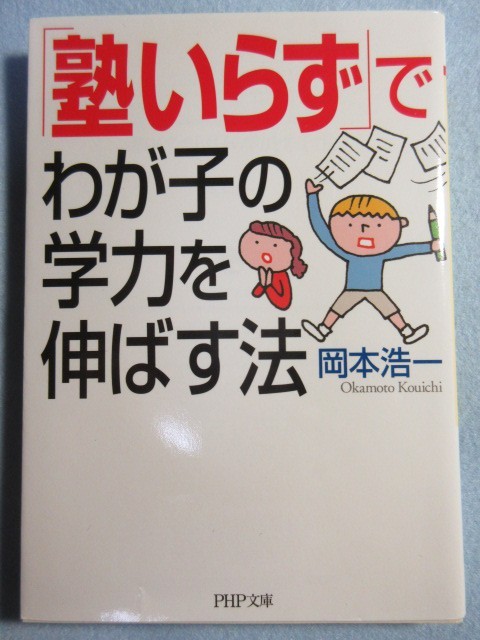 「塾いらず」で
わが子の
学力を
伸ばす法
岡本浩一
Okamoto Kouichi
PHP文庫